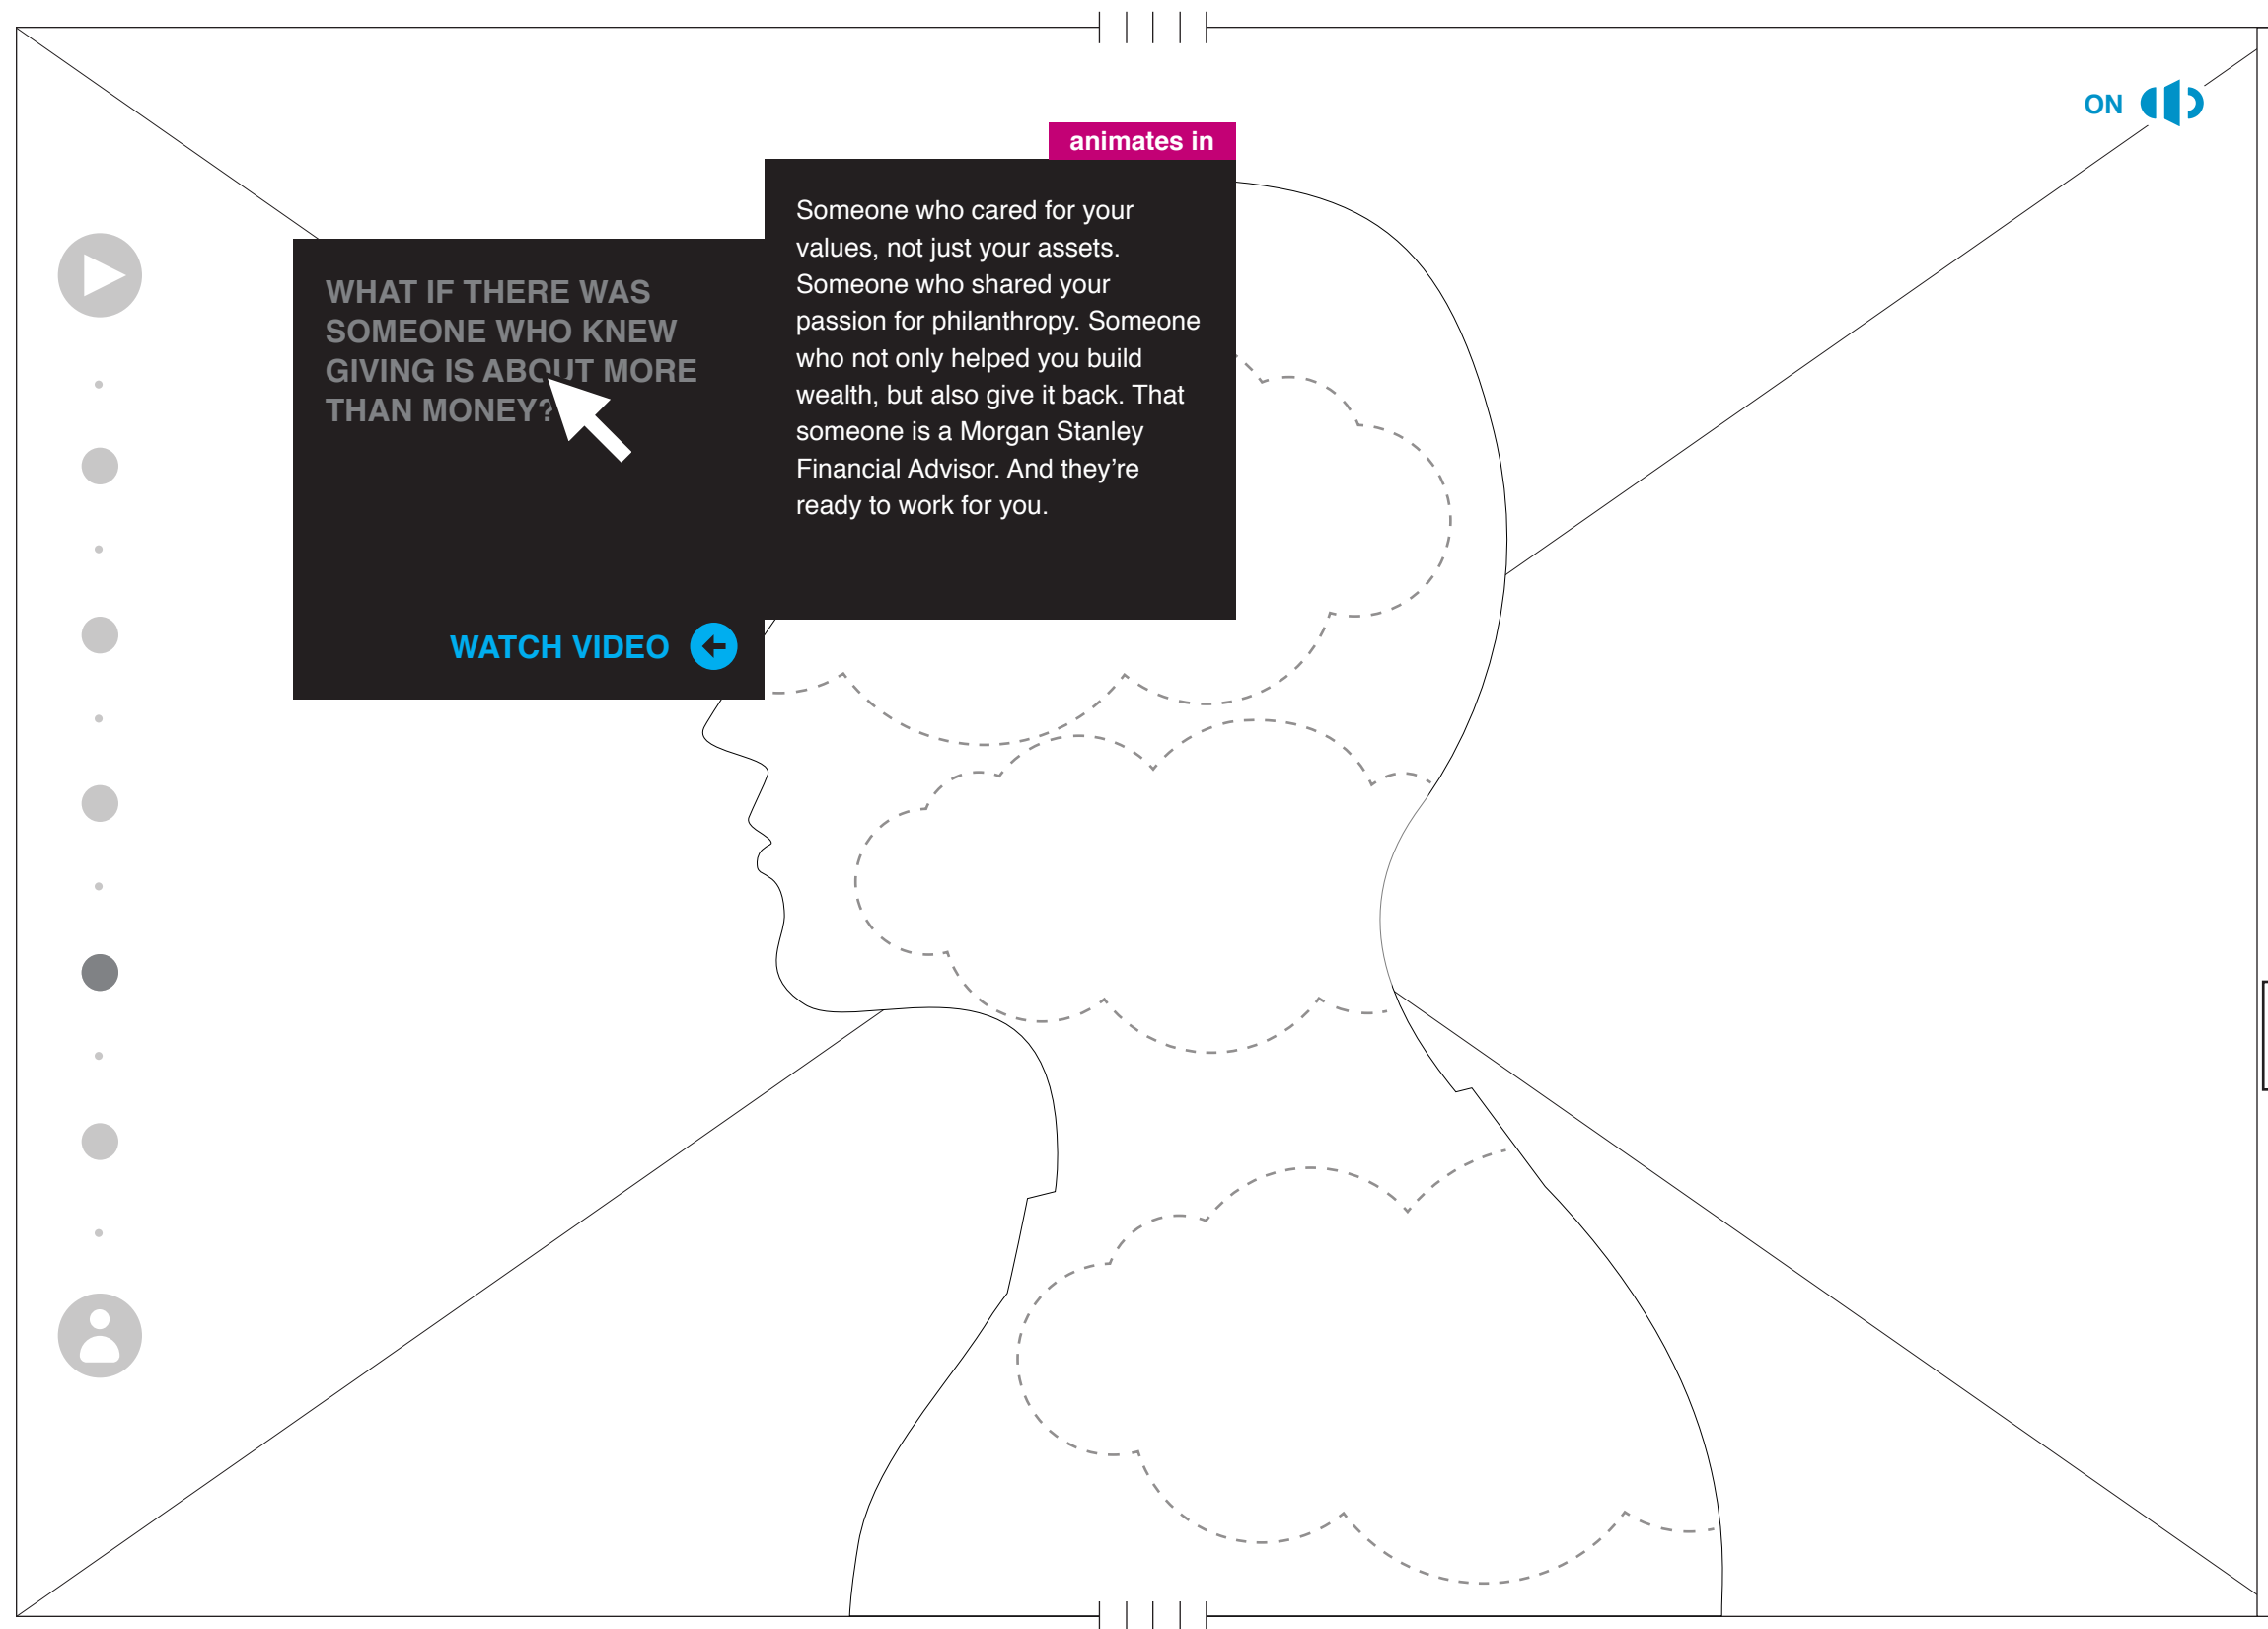 ON
animates in
WHAT IF THERE WAS
SOMEONE WHO KNEW
GIVING IS ABOUT MORE
THAN MONEY?
WATCH VIDEO
Someone who cared for your
values, not just your assets.
Someone who shared your
passion for philanthropy. Someone
who not only helped you build
wealth, but also give it back. That
someone is a Morgan Stanley
Financial Advisor. And they’re
ready to work for you.